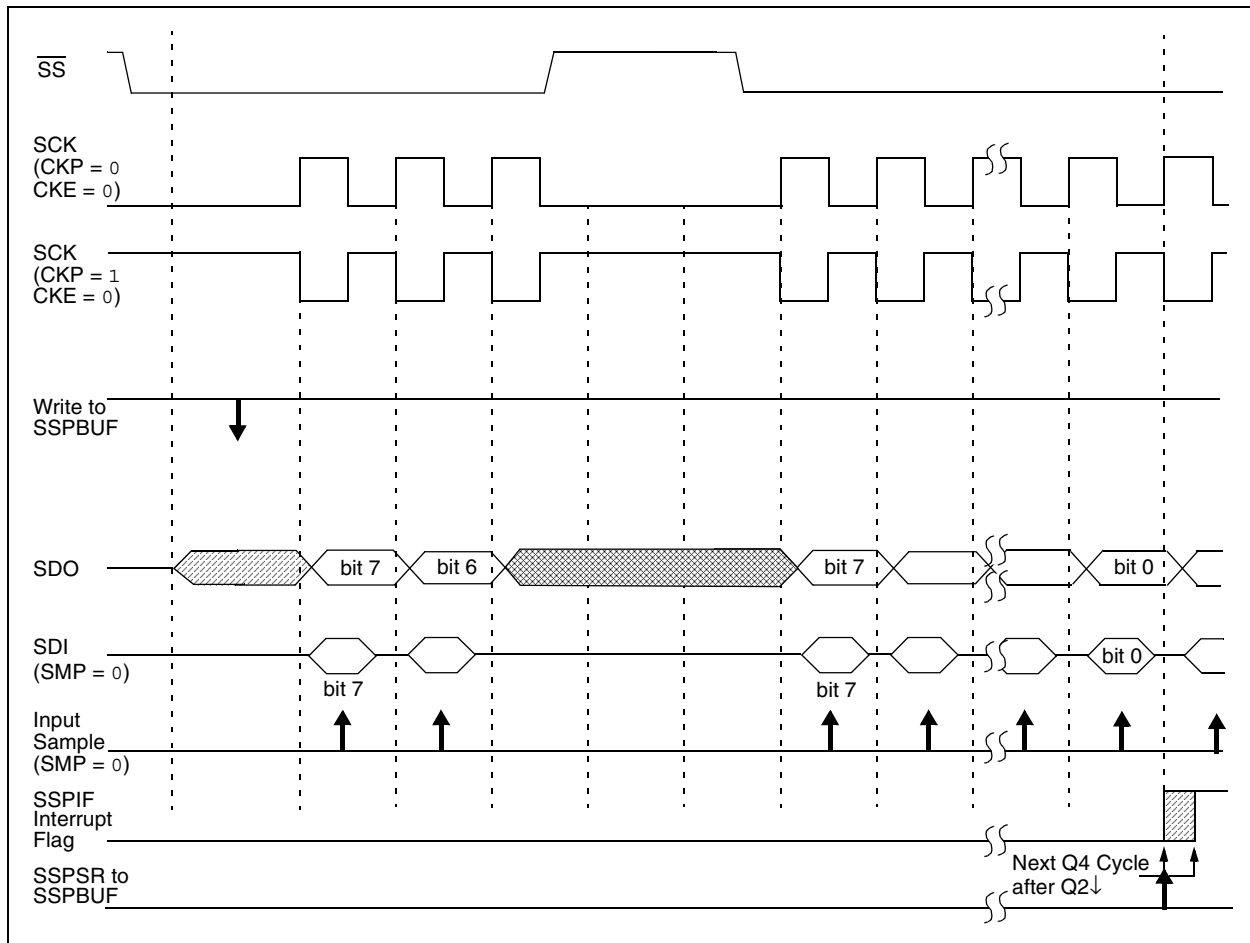 SS
SCK
(CKP = 0
CKE = 0)
SCK
(CKP = 1
CKE = 0)
Write to
SSPBUF
SDO
bit 7
bit 6
bit 7
bit 0
SDI
(SMP = 0)
bit 7
bit 7
bit 0
Input
Sample
(SMP = 0)
SSPIF
Interrupt
Flag
SSPSR to
SSPBUF
Next Q4 Cycle
after Q2↓